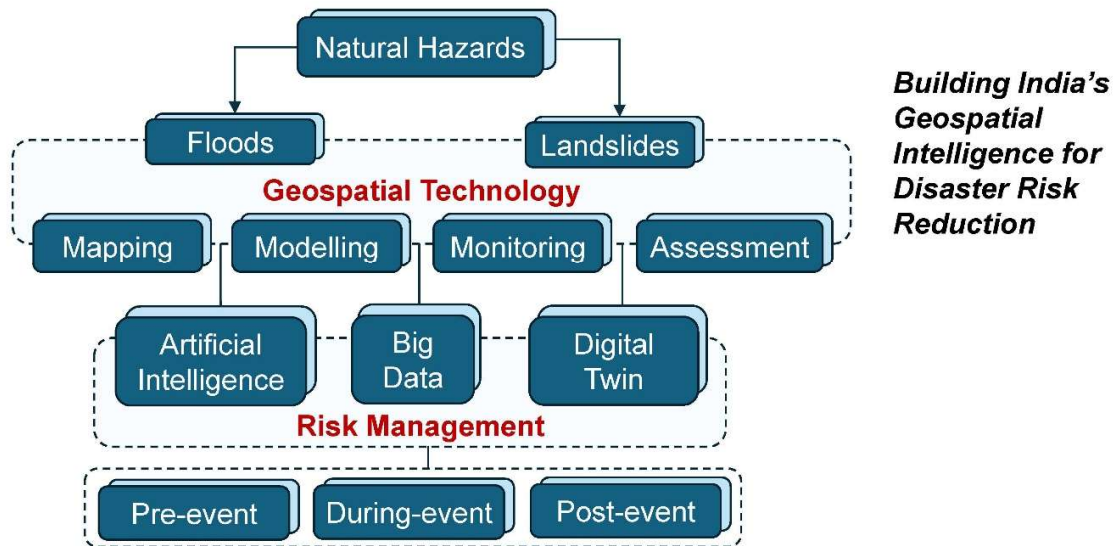 Natural Hazards
Building India's
Geospatial
Intelligence for
Disaster Risk
Reduction
Floods
Landslides
Geospatial Technology
Mapping
Modelling
Monitoring
Assessment
Artificial
Intelligence
Big
Data
Digital
Twin
Risk Management
Pre-event
During-event
Post-event